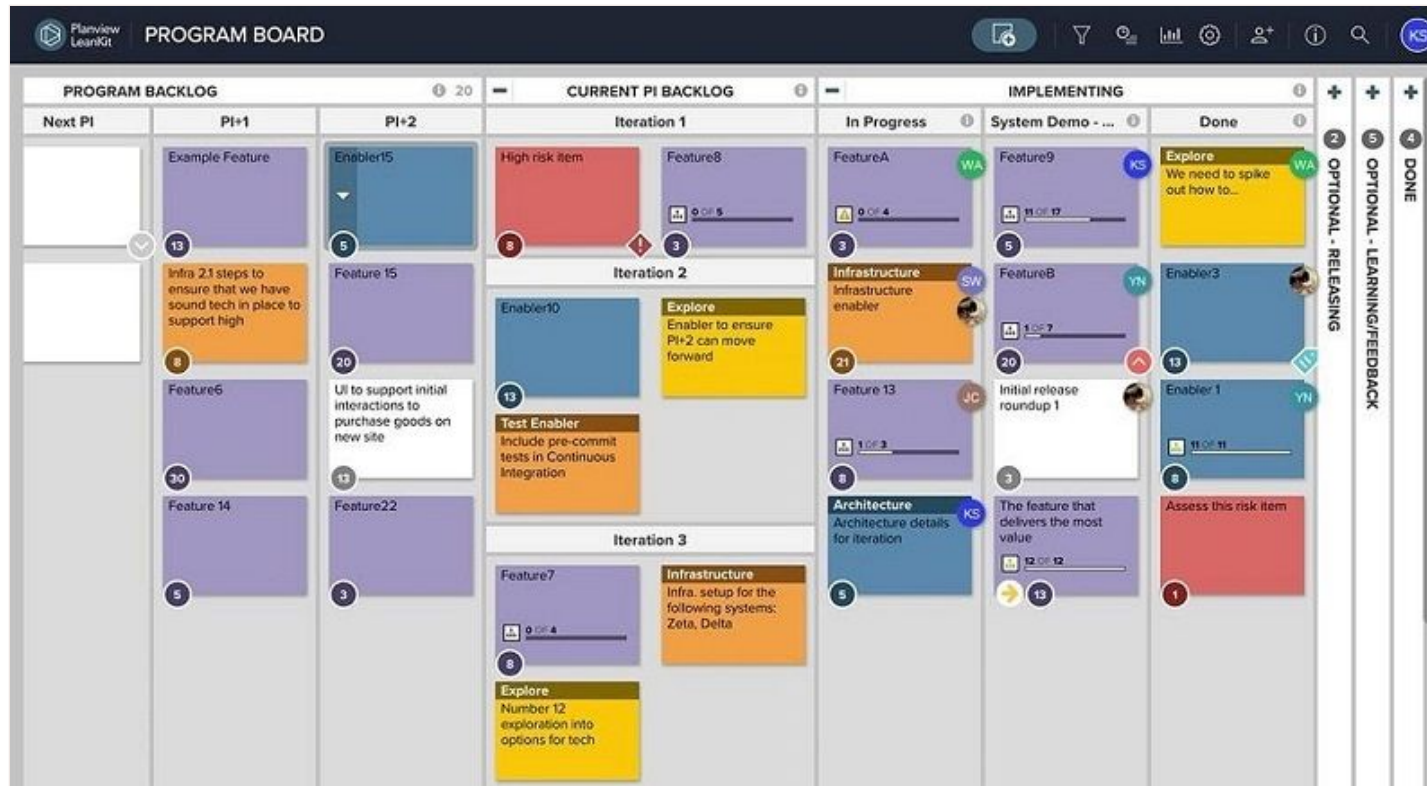 Planview
LeanKit
PROGRAM BOARD
KS
PROGRAM BACKLOG
20
CURRENT PI BACKLOG
IMPLEMENTING
Next PI
PI+1
PI+2
Iteration 1
In Progress
System Demo - ...
Done
Example Feature
13
Infra 2.1 steps to
ensure that we have
sound tech in place to
support high
8
Feature6
30
Feature 14
5
Enabler15
5
Feature 15
20
UI to support initial
interactions to
purchase goods on
new site
13
Feature22
3
High risk item
8
Feature8
0 OF 5
3
Iteration 2
Enabler10
13
Explore
Enabler to ensure
PI+2 can move
forward
Test Enabler
Include pre-commit
tests in Continuous
Integration
Iteration 3
Feature7
0 OF 4
8
Infrastructure
Infra. setup for the
following systems:
Zeta, Delta
Explore
Number 12
exploration into
options for tech
FeatureA
WA
0 OF 4
3
Infrastructure
Infrastructure
enabler
SW
21
Feature 13
JC
1 OF 3
8
Architecture
Architecture details
for iteration
KS
5
Feature9
KS
11 OF 17
5
FeatureB
YN
1 OF 7
20
Initial release
roundup 1
3
The feature that
delivers the most
value
12 OF 12
13
Explore
We need to spike
out how to...
WA
Enabler3
13
Enabler 1
YN
11 OF 11
8
Assess this risk item
1
2
OPTIONAL - RELEASING
5
OPTIONAL - LEARNING/FEEDBACK
4
DONE